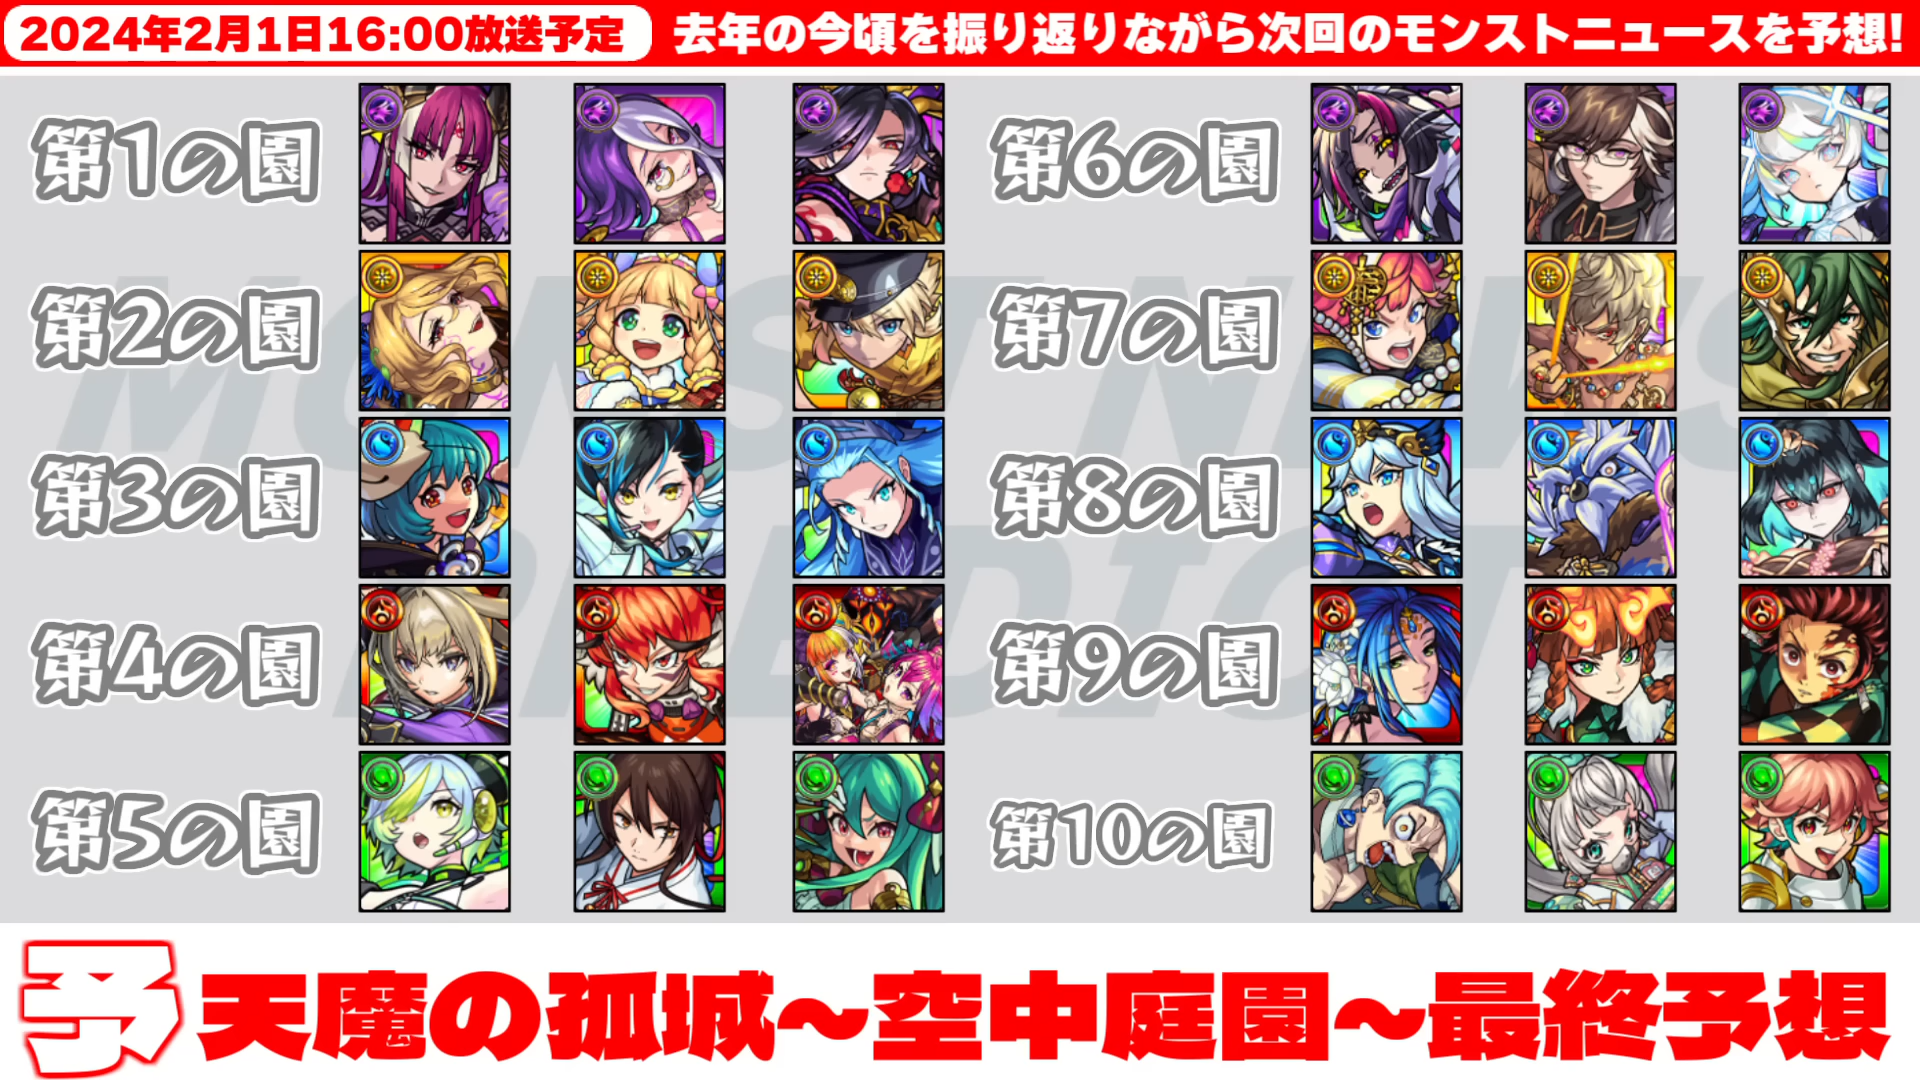 2024年2月1日16:00放送予定
去年の今頃を振り返りながら次回のモンストニュースを予想!
第1の園
第2の園
第3の園
第4の園
第5の園
第6の園
第7の園
第8の園
第9の園
第10の園
MONST NEWS
PREDICT
予
天魔の孤城~空中庭園~最終予想